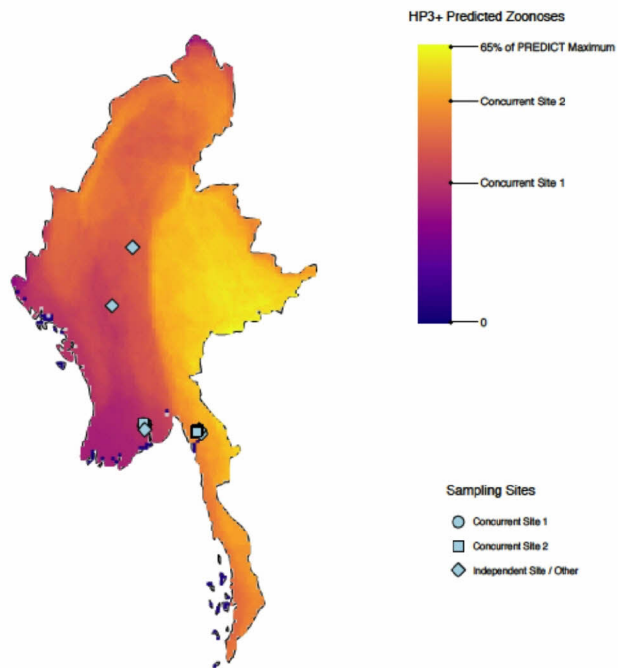 HP3+ Predicted Zoonoses
65% of PREDICT Maximum
Concurrent Site 2
Concurrent Site 1
0
Sampling Sites
Concurrent Site 1
Concurrent Site 2
Independent Site / Other